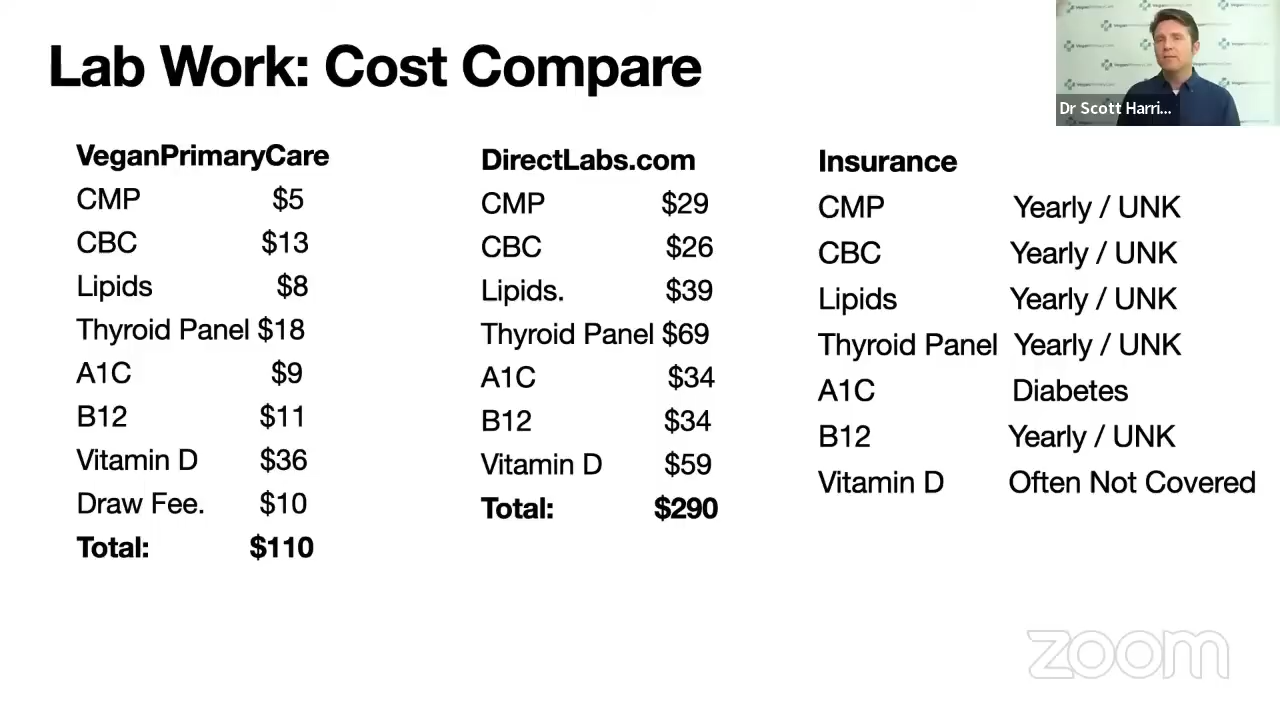 Lab Work: Cost Compare
Dr Scott Harri...
VeganPrimaryCare
CMP $5
CBC $13
Lipids $8
Thyroid Panel $18
A1C $9
B12 $11
Vitamin D $36
Draw Fee. $10
Total: $110
DirectLabs.com
CMP $29
CBC $26
Lipids. $39
Thyroid Panel $69
A1C $34
B12 $34
Vitamin D $59
Total: $290
Insurance
CMP Yearly / UNK
CBC Yearly / UNK
Lipids Yearly / UNK
Thyroid Panel Yearly / UNK
A1C Diabetes
B12 Yearly / UNK
Vitamin D Often Not Covered
zoom